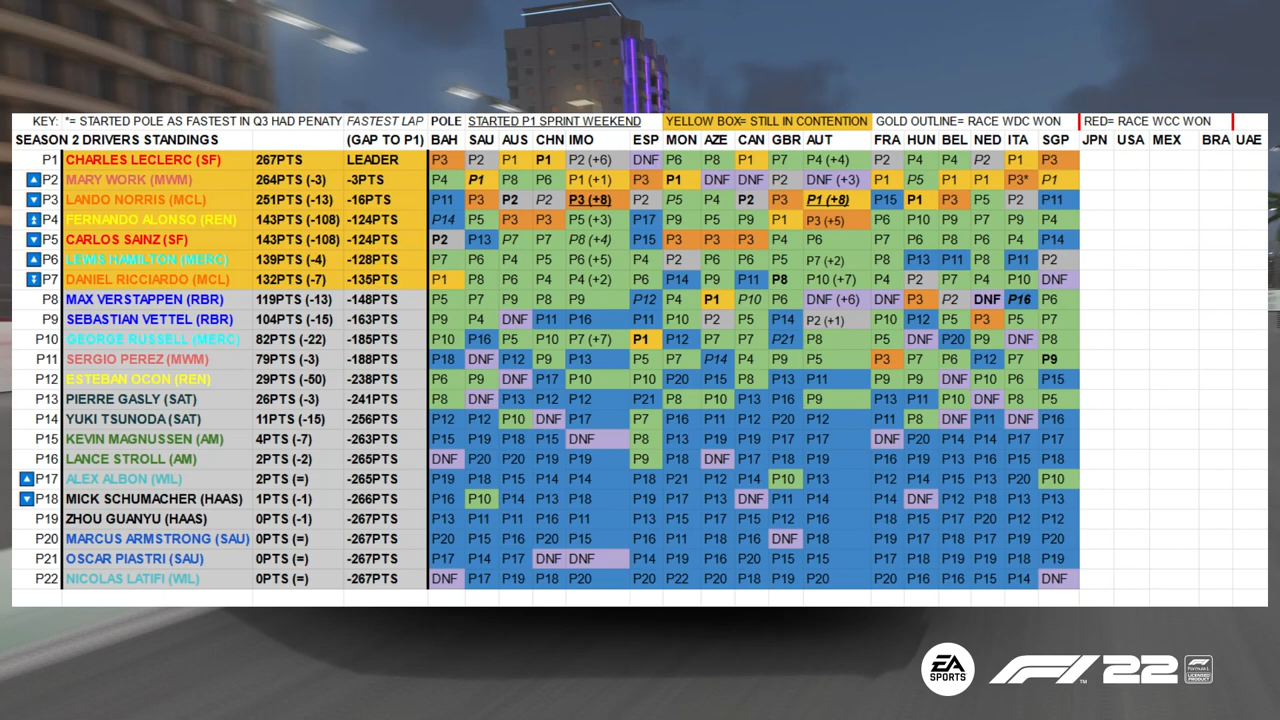 KEY: *= STARTED POLE AS FASTEST IN Q3 HAD PENATY FASTEST LAP POLE STARTED P1 SPRINT WEEKEND YELLOW BOX= STILL IN CONTENTION GOLD OUTLINE= RACE WDC WON RED= RACE WCC WON
SEASON 2 DRIVERS STANDINGS (GAP TO P1) BAH SAU AUS CHN IMO ESP MON AZE CAN GBR AUT FRA HUN BEL NED ITA SGP JPN USA MEX BRA UAE
P1 CHARLES LECLERC (SF) 267PTS LEADER P3 P2 P1 P1 P2 (+6) DNF P6 P8 P1 P7 P4 (+4) P2 P4 P4 P2 P1 P3
P2 MARY WORK (MWM) 264PTS (-3) -3PTS P4 P1 P8 P6 P1 (+1) P3 P1 DNF DNF P2 DNF (+3) P1 P5 P1 P1 P3* P1
P3 LANDO NORRIS (MCL) 251PTS (-13) -16PTS P11 P3 P2 P2 P3 (+8) P2 P5 P4 P2 P3 P1 (+8) P15 P1 P3 P5 P2 P11
P4 FERNANDO ALONSO (REN) 143PTS (-108) -124PTS P14 P5 P3 P3 P5 (+3) P17 P9 P5 P9 P1 P3 (+5) P6 P10 P9 P7 P9 P4
P5 CARLOS SAINZ (SF) 143PTS (-108) -124PTS P2 P13 P7 P7 P8 (+4) P15 P3 P3 P3 P4 P6 P7 P6 P8 P6 P4 P14
P6 LEWIS HAMILTON (MERC) 139PTS (-4) -128PTS P7 P6 P4 P5 P6 (+5) P4 P2 P6 P6 P5 P7 (+2) P8 P13 P11 P8 P11 P2
P7 DANIEL RICCIARDO (MCL) 132PTS (-7) -135PTS P1 P8 P6 P4 P4 (+2) P6 P14 P9 P11 P8 P10 (+7) P4 P2 P7 P4 P10 DNF
P8 MAX VERSTAPPEN (RBR) 119PTS (-13) -148PTS P5 P7 P9 P8 P9 P12 P4 P1 P10 P6 DNF (+6) DNF P3 P2 DNF P16 P6
P9 SEBASTIAN VETTEL (RBR) 104PTS (-15) -163PTS P9 P4 DNF P11 P16 P11 P10 P2 P5 P14 P2 (+1) P10 P12 P5 P3 P5 P7
P10 GEORGE RUSSELL (MERC) 82PTS (-22) -185PTS P10 P16 P5 P10 P7 (+7) P1 P12 P7 P7 P21 P8 P5 DNF P20 P9 DNF P8
P11 SERGIO PEREZ (MWM) 79PTS (-3) -188PTS P18 DNF P12 P9 P13 P5 P7 P14 P4 P9 P5 P3 P7 P6 P12 P7 P9
P12 ESTEBAN OCON (REN) 29PTS (-50) -238PTS P6 P9 DNF P17 P10 P10 P20 P15 P8 P13 P11 P9 P9 DNF P10 P6 P15
P13 PIERRE GASLY (SAT) 26PTS (-3) -241PTS P8 DNF P13 P12 P12 P21 P8 P10 P13 P16 P9 P13 P11 P10 DNF P8 P5
P14 YUKI TSUNODA (SAT) 11PTS (-15) -256PTS P12 P12 P10 DNF P17 P7 P16 P11 P12 P20 P12 P12 P8 DNF P11 DNF P16
P15 KEVIN MAGNUSSEN (AM) 4PTS (-7) -263PTS P15 P19 P18 P15 DNF P8 P13 P19 P19 P17 P17 DNF P20 P14 P14 P17 P17
P16 LANCE STROLL (AM) 2PTS (-2) -265PTS DNF P20 P20 P14 P14 P9 P18 DNF P17 P18 P19 P16 P19 P13 P16 P15 P18
P17 ALEX ALBON (WIL) 2PTS (=) -265PTS P19 P18 P15 P19 P19 P18 P21 P12 P14 P10 P18 P11 P14 P15 P13 P20 P10
P18 MICK SCHUMACHER (HAAS) 1PTS (-1) -266PTS P16 P10 P14 P13 P18 P19 P17 P13 DNF P11 P14 P14 DNF P12 P18 P13 P13
P19 ZHOU GUANYU (HAAS) 0PTS (-1) -267PTS P13 P11 P11 P16 P11 P13 P15 P17 P15 P12 P16 P18 P15 P17 P20 P12 P12
P20 MARCUS ARMSTRONG (SAU) 0PTS (=) -267PTS P20 P15 P16 P20 P15 P16 P11 P18 P16 DNF P13 P19 P17 P18 P17 P19 P20
P21 OSCAR PIASTRI (SAU) 0PTS (=) -267PTS P17 P14 P17 DNF DNF P14 P19 P16 P20 P15 P15 P17 P18 P19 P19 P18 P19
P22 NICOLAS LATIFI (WIL) 0PTS (=) -267PTS DNF P17 P19 P18 P20 P20 P22 P20 P18 P19 P20 P20 P16 P16 P15 P14 DNF
EA SPORTS F1 22